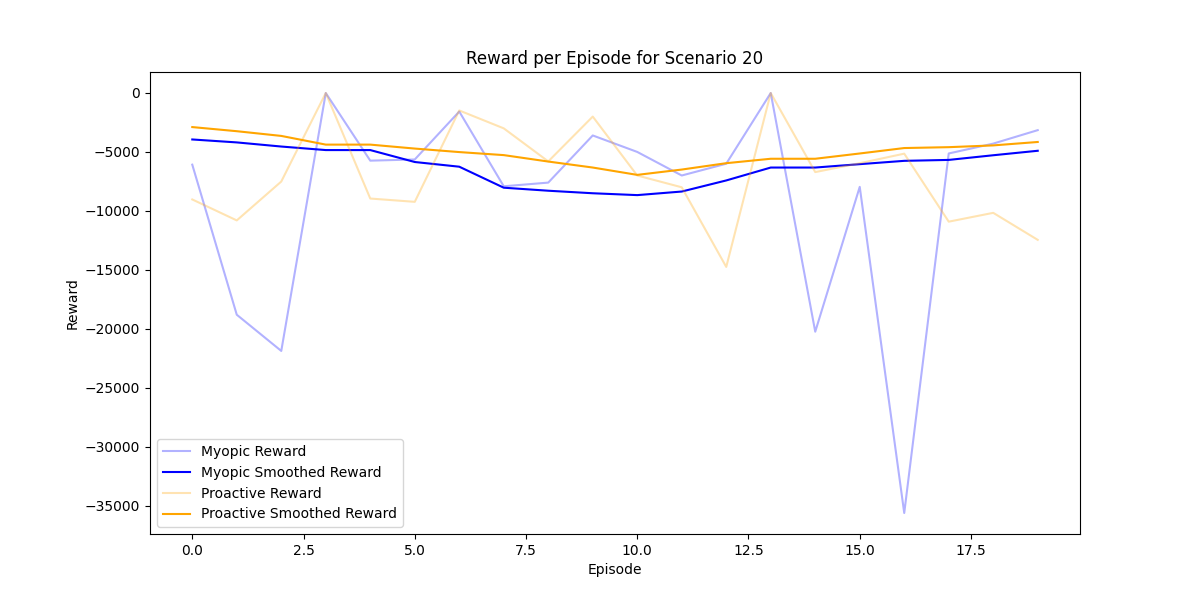 Reward per Episode for Scenario 20
Reward
0
−5000
−10000
−15000
−20000
−25000
−30000
−35000
Myopic Reward
Myopic Smoothed Reward
Proactive Reward
Proactive Smoothed Reward
0.0 2.5 5.0 7.5 10.0 12.5 15.0 17.5
Episode